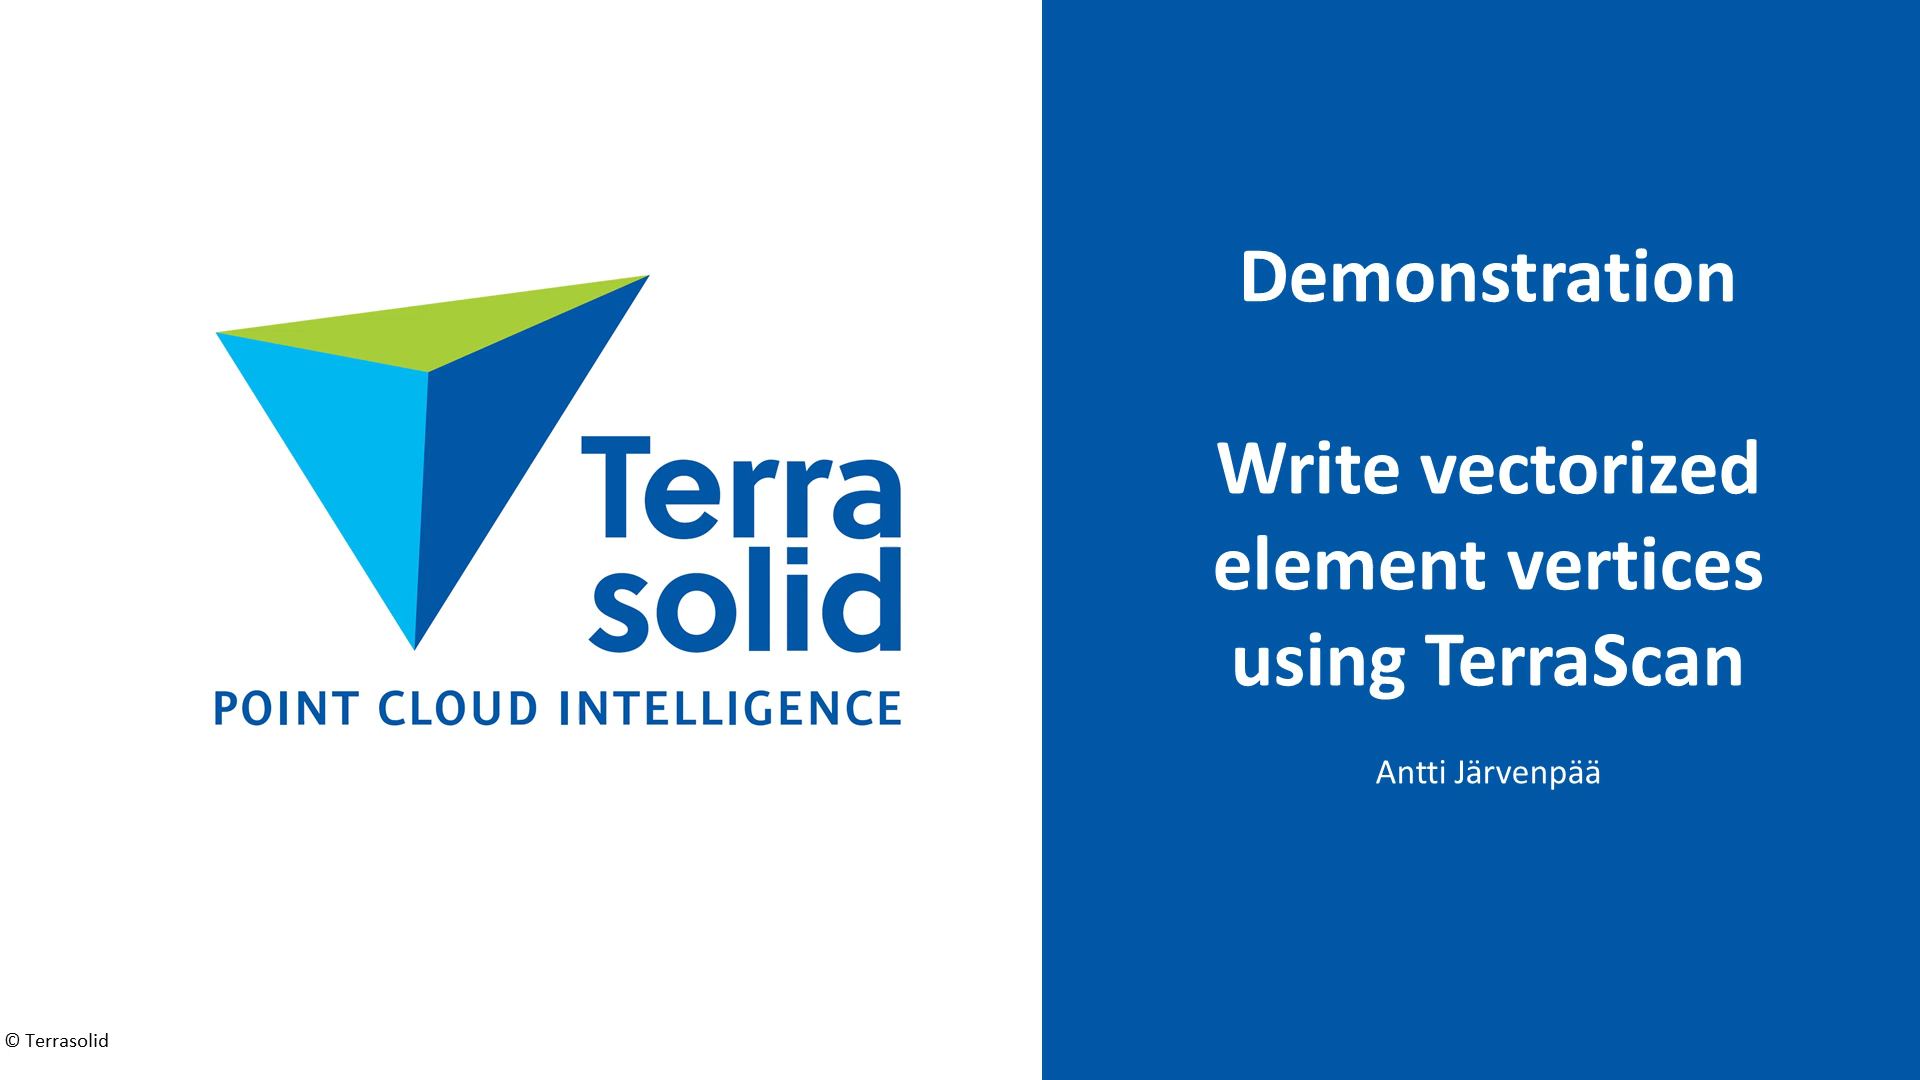 Terra
solid
POINT CLOUD INTELLIGENCE
© Terrasolid
Demonstration
Write vectorized
element vertices
using TerraScan
Antti Järvenpää